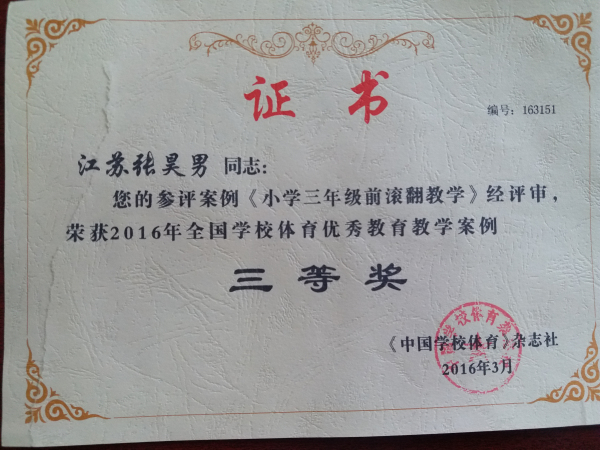 证书
编号：163151
江苏张昊男 同志：
您的参评案例《小学三年级前滚翻教学》经评审，
荣获2016年全国学校体育优秀教育教学案例
三等奖
《中国学校体育》杂志社
2016年3月